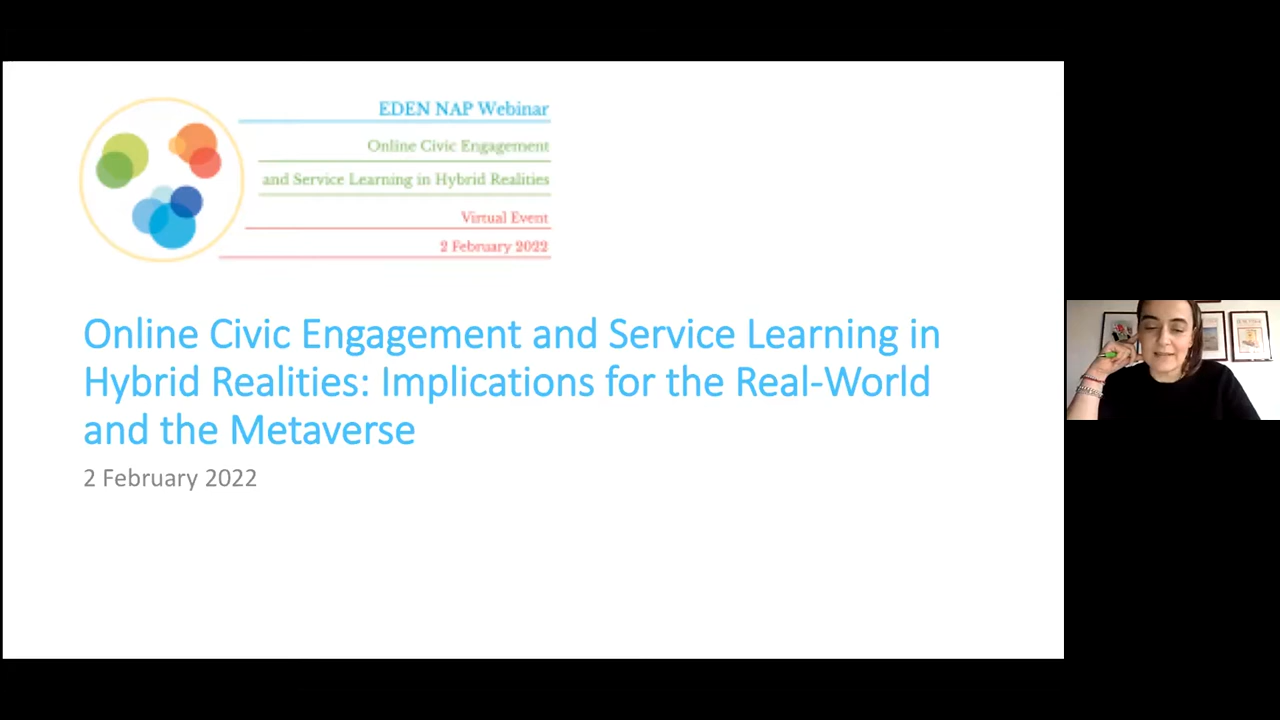 EDEN NAP Webinar
Online Civic Engagement
and Service Learning in Hybrid Realities
Virtual Event
2 February 2022
Online Civic Engagement and Service Learning in
Hybrid Realities: Implications for the Real-World
and the Metaverse
2 February 2022